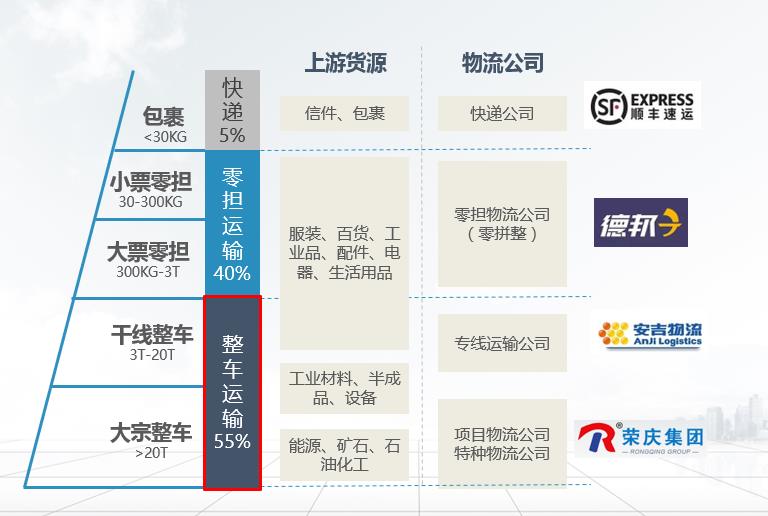 上游货源
物流公司
包裹
<30KG
快
递
5%
信件、包裹
快递公司
SF EXPRESS
顺丰速运
小票零担
30-300KG
大票零担
300KG-3T
零
担
运
输
40%
服装、百货、工
业品、配件、电
器、生活用品
零担物流公司
（零拼整）
德邦
干线整车
3T-20T
大宗整车
>20T
整
车
运
输
55%
专线运输公司
安吉物流
AnJi Logistics
工业材料、半成
品、设备
能源、矿石、石
油化工
项目物流公司
特种物流公司
R®
荣庆集团
RONGQING GROUP